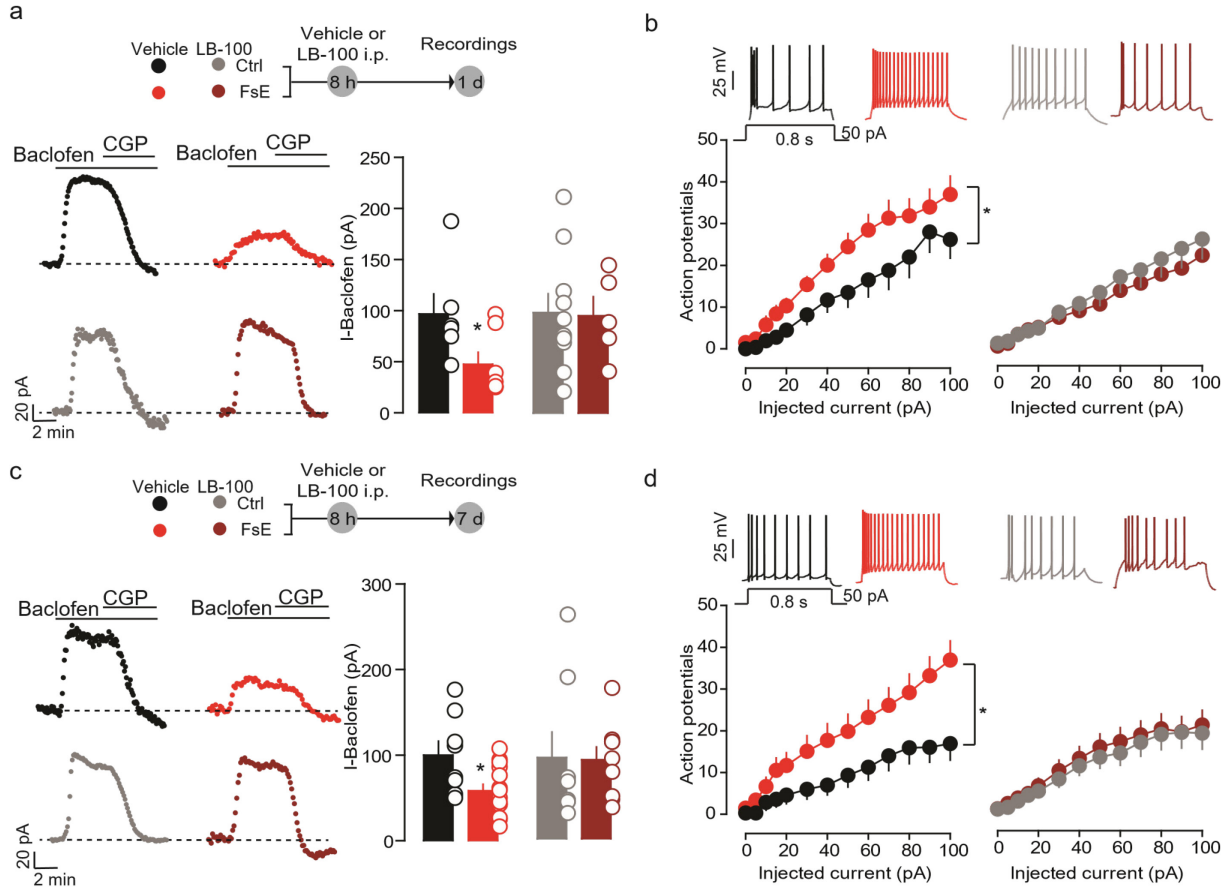 a
Vehicle LB-100
Ctrl
FsE
Vehicle or
LB-100 i.p.
Recordings
8 h
1 d
Baclofen
CGP
Baclofen
CGP
20 pA
2 min
I-Baclofen (pA)
250
200
150
100
50
0
*
b
25 mV
0.8 s
50 pA
Action potentials
50
40
30
20
10
0
*
0 20 40 60 80 100
Injected current (pA)
0 20 40 60 80 100
Injected current (pA)
c
Vehicle LB-100
Ctrl
FsE
Vehicle or
LB-100 i.p.
Recordings
8 h
7 d
Baclofen
CGP
Baclofen
CGP
20 pA
2 min
I-Baclofen (pA)
300
200
100
0
*
d
25 mV
0.8 s
50 pA
Action potentials
50
40
30
20
10
0
*
0 20 40 60 80 100
Injected current (pA)
0 20 40 60 80 100
Injected current (pA)